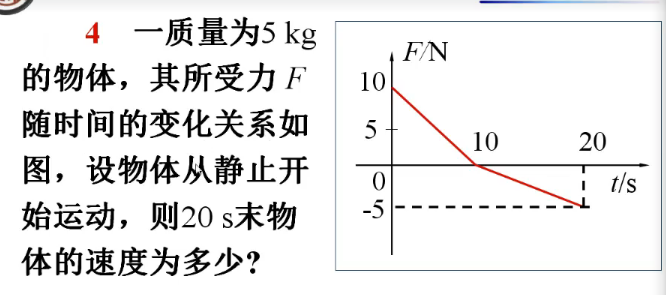 4 一质量为5 kg
的物体，其所受力 F
随时间的变化关系如
图，设物体从静止开
始运动，则20 s末物
体的速度为多少?
F/N
10
5
10
20
0
t/s
-5